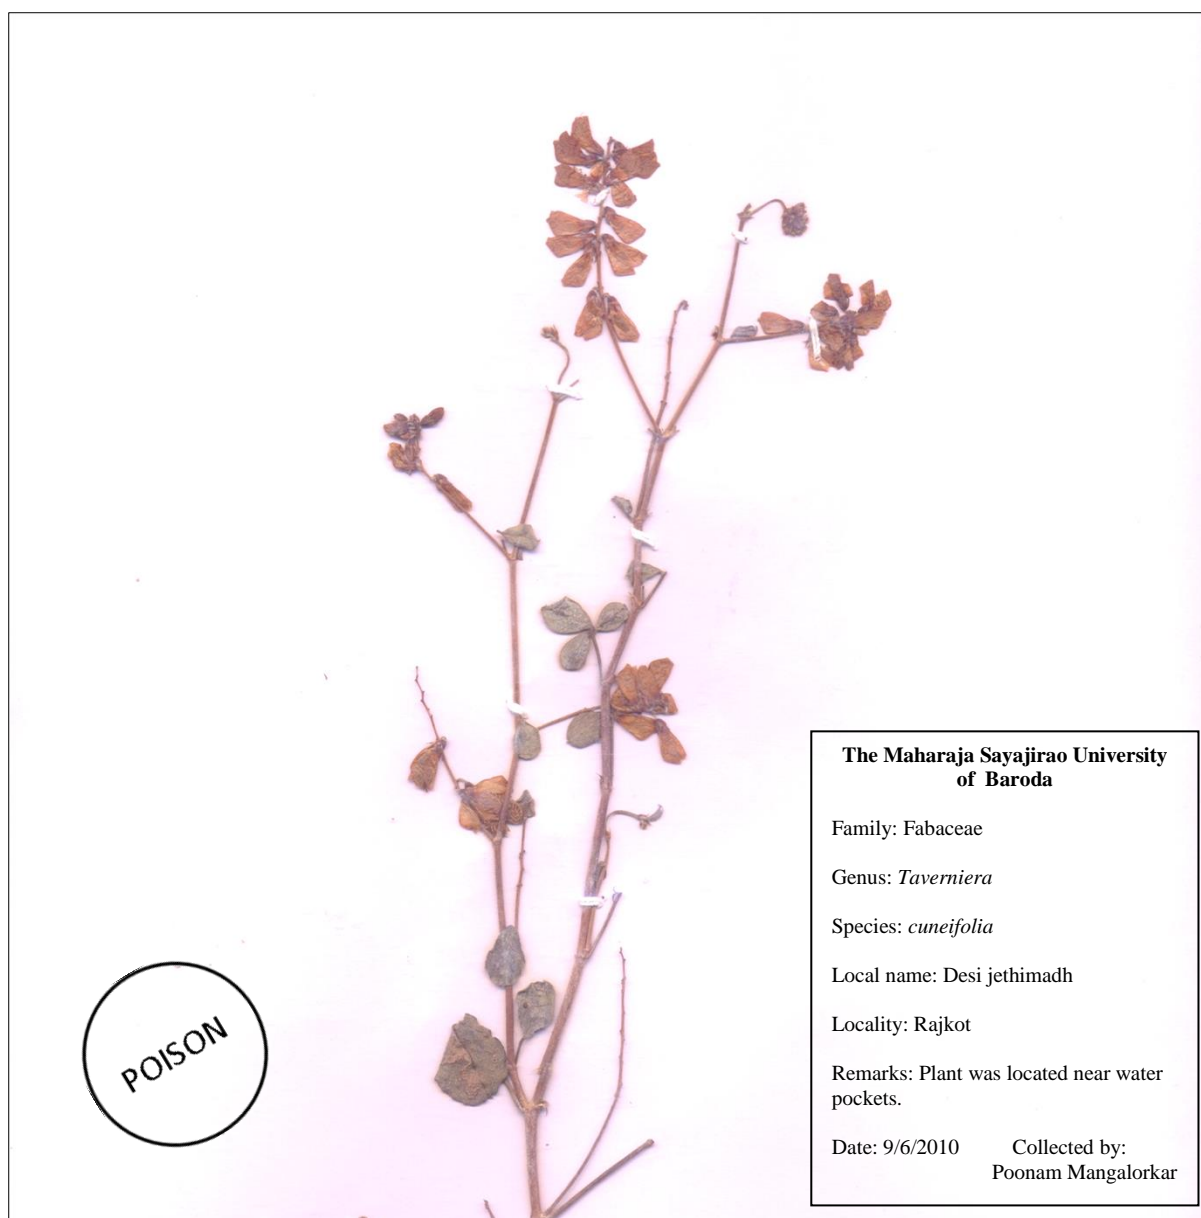 The Maharaja Sayajirao University
of Baroda
Family: Fabaceae
Genus: Taverniera
Species: cuneifolia
Local name: Desi jethimadh
Locality: Rajkot
Remarks: Plant was located near water
pockets.
Date: 9/6/2010 Collected by:
Poonam Mangalorkar
POISON